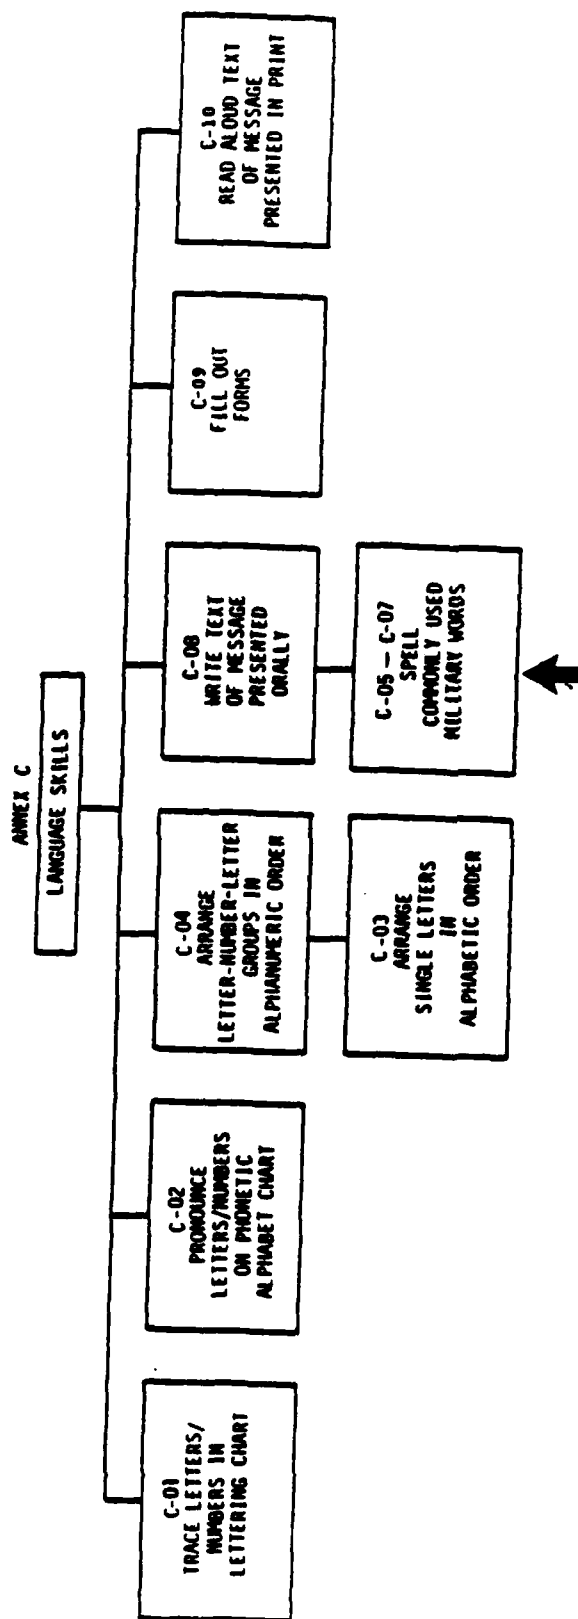 ANNEX C
LANGUAGE SKILLS
C-01
TRACE LETTERS/
NUMBERS IN
LETTERING CHART
C-02
PRONOUNCE
LETTERS/NUMBERS
ON PHONETIC
ALPHABET CHART
C-04
ARRANGE
LETTER-NUMBER-LETTER
GROUPS IN
ALPHANUMERIC ORDER
C-03
ARRANGE
SINGLE LETTERS
IN
ALPHABETIC ORDER
C-08
WRITE TEXT
OF MESSAGE
PRESENTED
ORALLY
C-05 — C-07
SPELL
COMMONLY USED
MILITARY WORDS
C-09
FILL OUT
FORMS
C-10
READ ALOUD TEXT
OF MESSAGE
PRESENTED IN PRINT